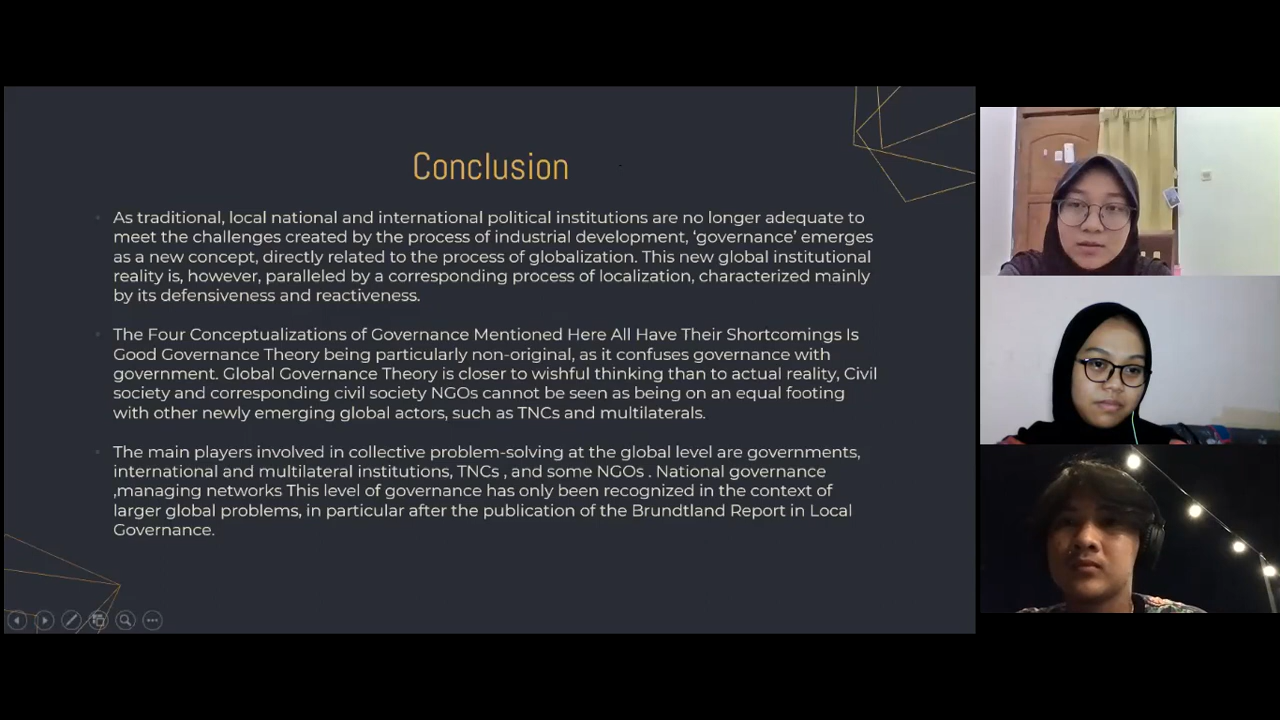 Conclusion
As traditional, local national and international political institutions are no longer adequate to
meet the challenges created by the process of industrial development, ‘governance’ emerges
as a new concept, directly related to the process of globalization. This new global institutional
reality is, however, paralleled by a corresponding process of localization, characterized mainly
by its defensiveness and reactiveness.
The Four Conceptualizations of Governance Mentioned Here All Have Their Shortcomings Is
Good Governance Theory being particularly non-original, as it confuses governance with
government. Global Governance Theory is closer to wishful thinking than to actual reality, Civil
society and corresponding civil society NGOs cannot be seen as being on an equal footing
with other newly emerging global actors, such as TNCs and multilaterals.
The main players involved in collective problem-solving at the global level are governments,
international and multilateral institutions, TNCs , and some NGOs . National governance
,managing networks This level of governance has only been recognized in the context of
larger global problems, in particular after the publication of the Brundtland Report in Local
Governance.